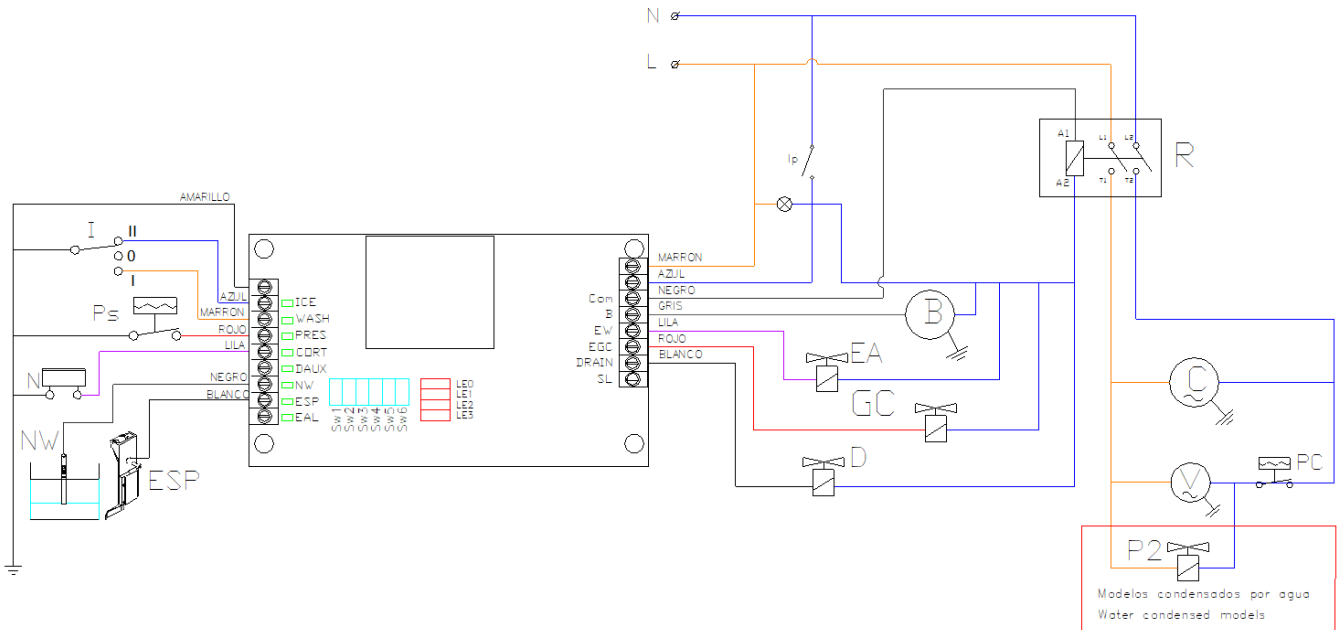 N
L
A1
L1
L2
R
A2
T1
T2
Ip
AMARILLO
I
II
0
I
AZUL
MARRON
ROJO
LILA
NEGRO
BLANCO
Ps
N
NW
ESP
ICE
WASH
PRES
CORT
DAUX
NW
ESP
EAL
Sw1
Sw2
Sw3
Sw4
Sw5
Sw6
LE0
LE1
LE2
LE3
Com
B
EW
EGC
DRAIN
SL
MARRON
AZUL
NEGRO
GRIS
LILA
ROJO
BLANCO
B
EA
GC
D
C
V
PC
P2
Modelos condensados por agua
Water condensed models